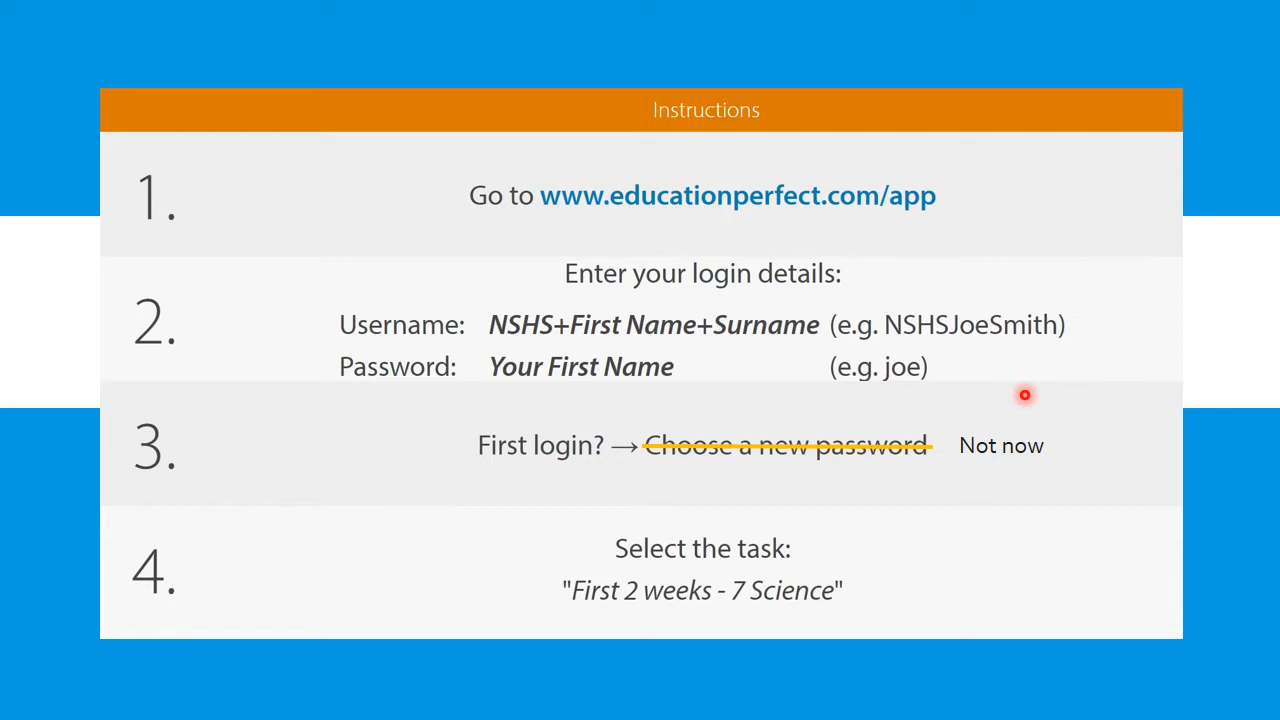 Instructions
1.
Go to www.educationperfect.com/app
2.
Enter your login details:
Username: NSHS+First Name+Surname (e.g. NSHSJoeSmith)
Password: Your First Name (e.g. joe)
3.
First login? → Choose a new password Not now
4.
Select the task:
"First 2 weeks - 7 Science"